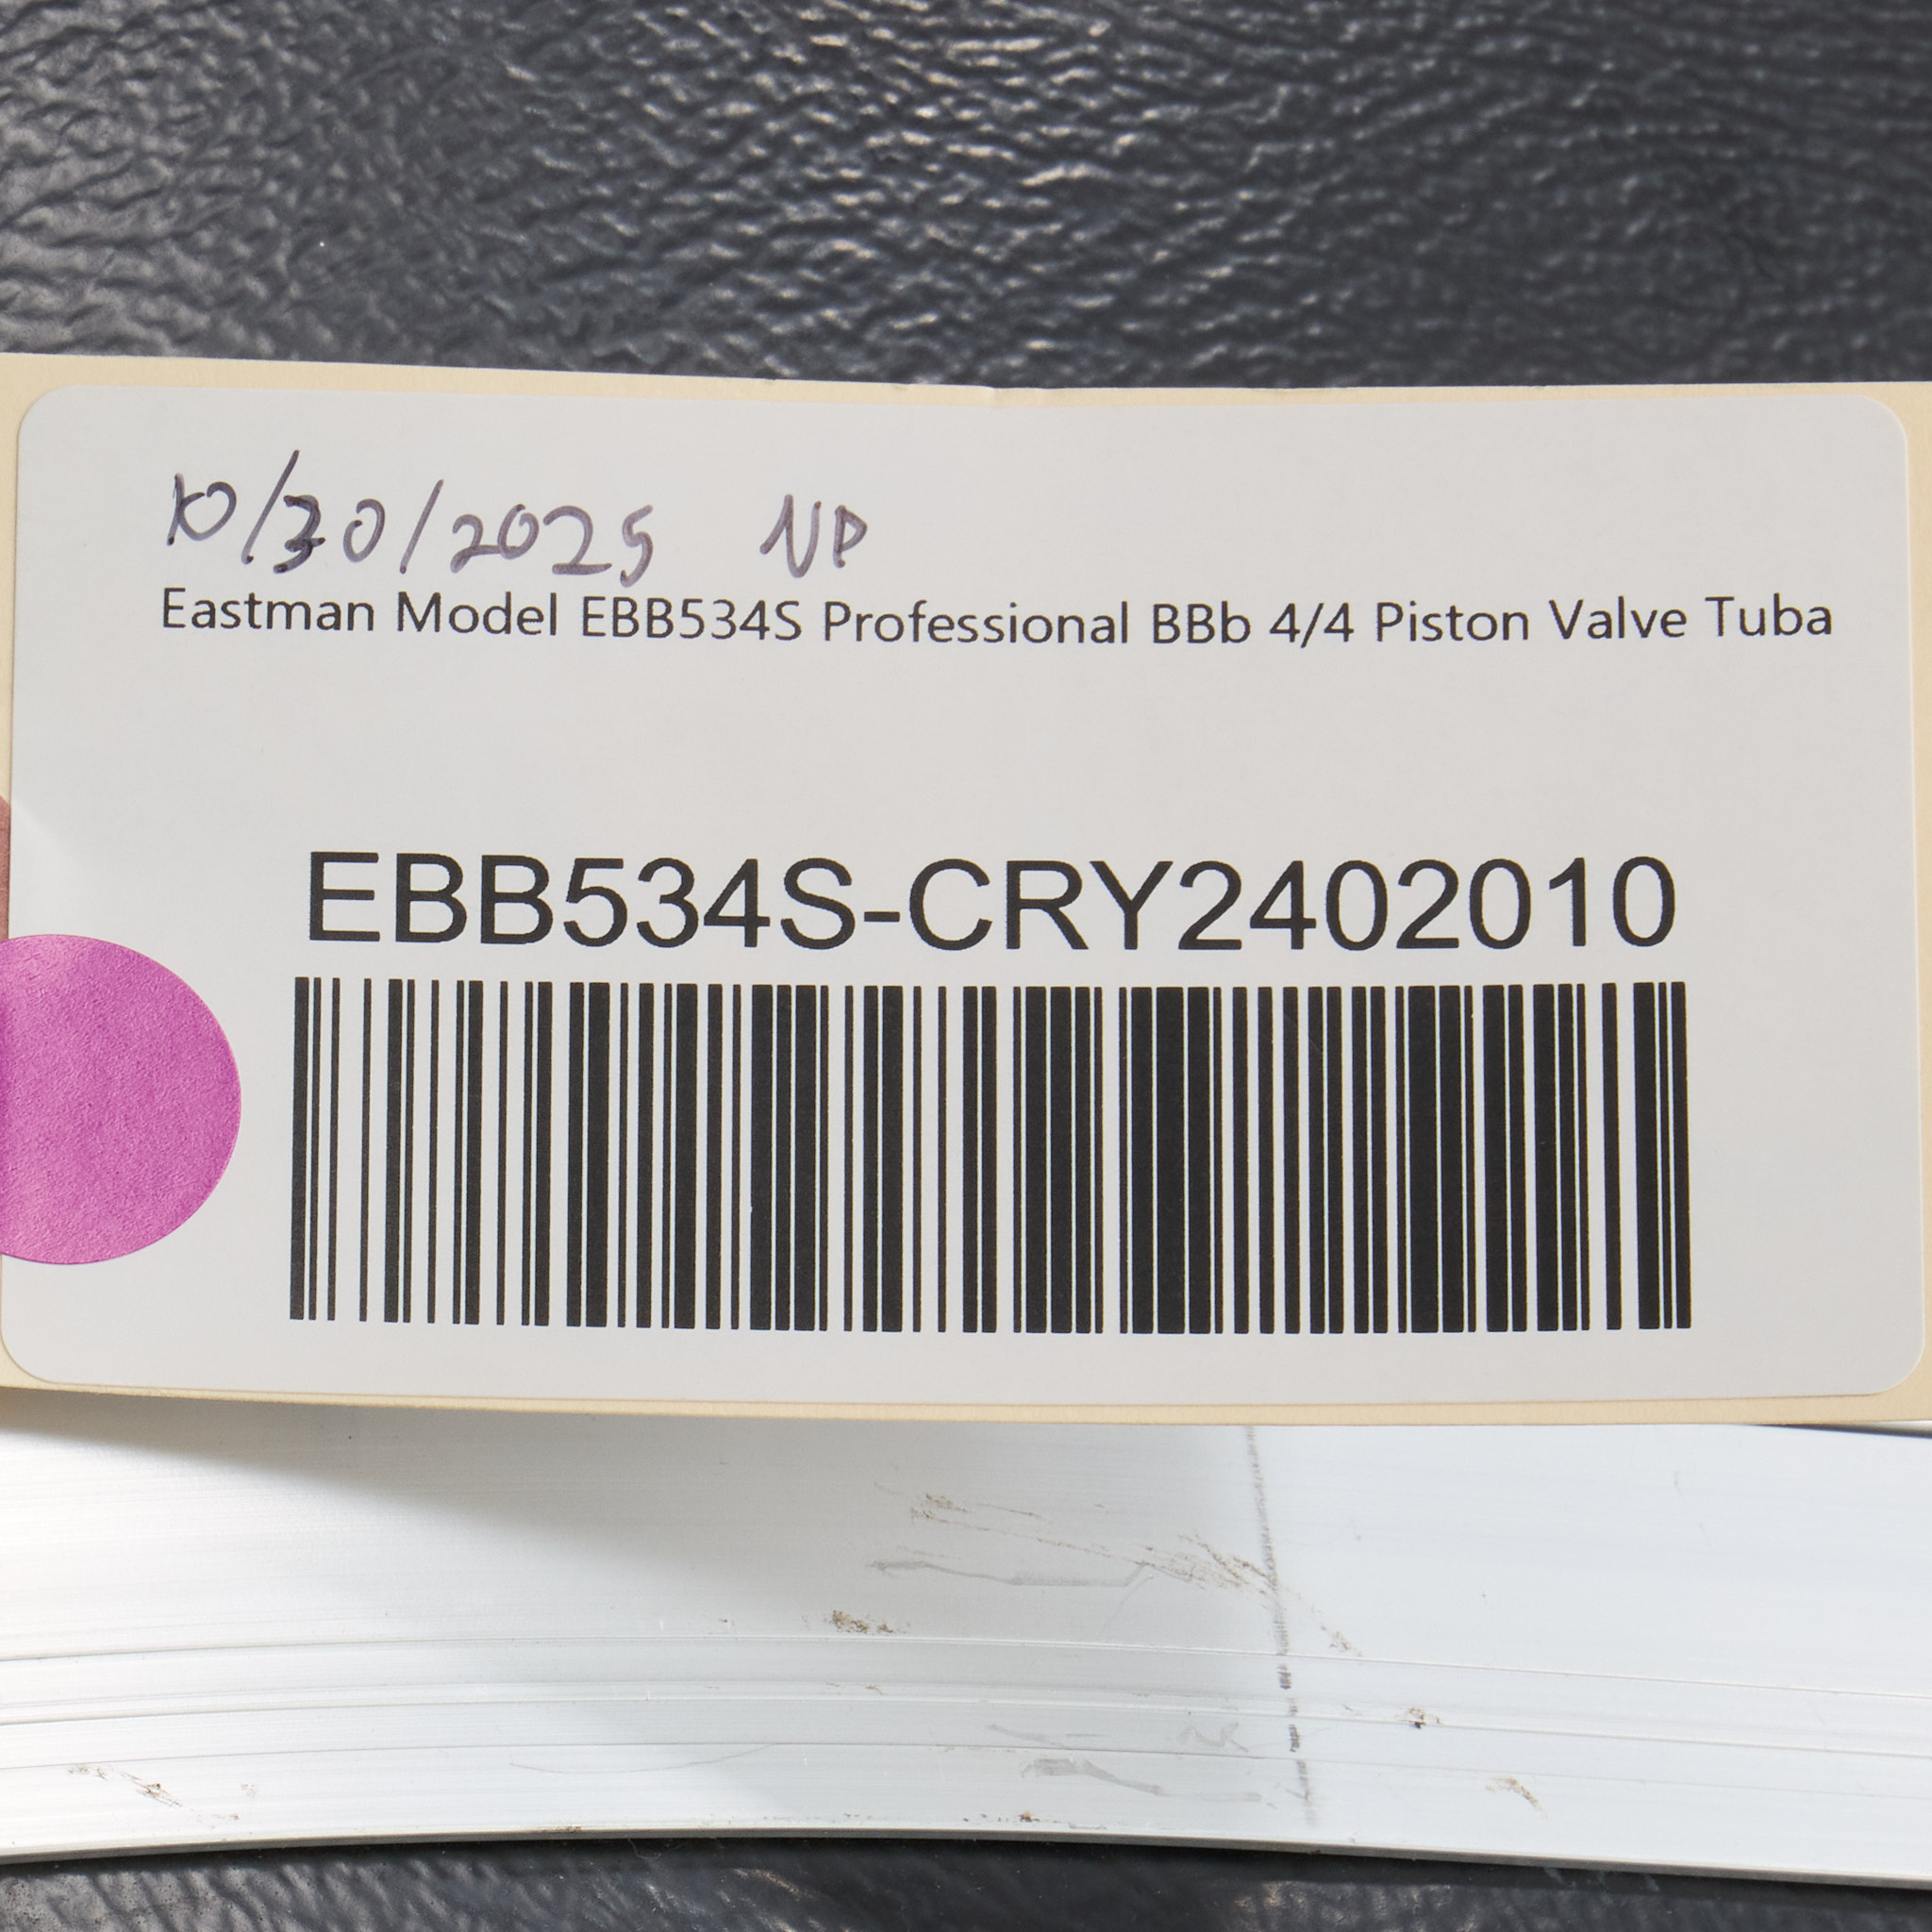 10/30/2025 NP
Eastman Model EBB534S Professional BBb 4/4 Piston Valve Tuba
EBB534S-CRY2402010